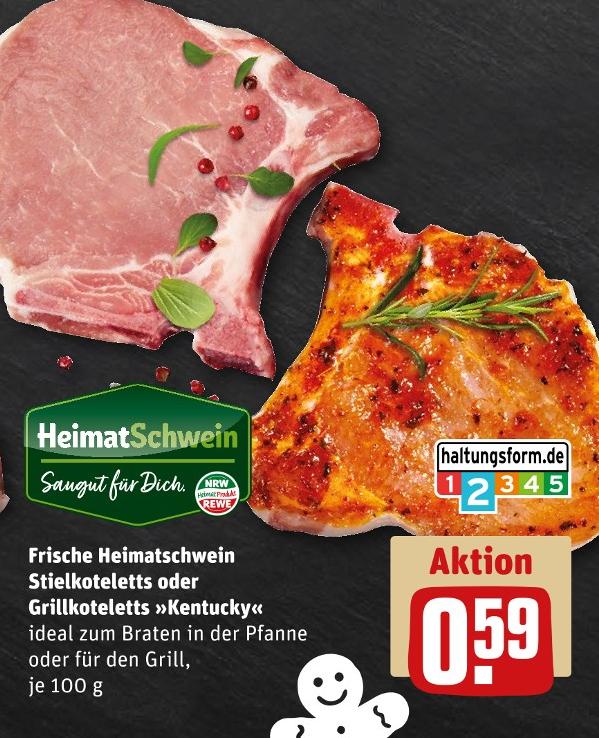 HeimatSchwein
Saugut für Dich.
NRW
Heimat Produkt
REWE
haltungsform.de
1 2 3 4 5
Frische Heimatschwein
Stielkoteletts oder
Grillkoteletts »Kentucky«
ideal zum Braten in der Pfanne
oder für den Grill,
je 100 g
Aktion
0.59